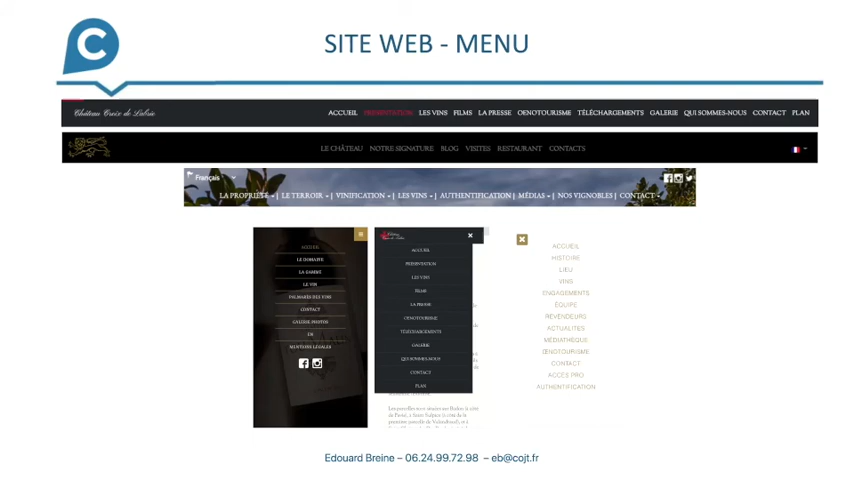 C
SITE WEB - MENU
Château Croix de Labrie
ACCUEIL PRESENTATION LES VINS FILMS LA PRESSE OENOTOURISME TÉLÉCHARGEMENTS GALERIE QUI SOMMES-NOUS CONTACT PLAN
LE CHÂTEAU NOTRE SIGNATURE BLOG VISITES RESTAURANT CONTACTS
Français
LA PROPRIÉTÉ | LE TERROIR | VINIFICATION | LES VINS | AUTHENTIFICATION | MÉDIAS | NOS VIGNOBLES | CONTACT
ACCUEIL
LE DOMAINE
LA GAMME
LE VIN
PALMARÈS DES VINS
CONTACT
GALERIE PHOTOS
EN
MENTIONS LÉGALES
ACCUEIL
PRESENTATION
LES VINS
FILMS
LA PRESSE
OENOTOURISME
TÉLÉCHARGEMENTS
GALERIE
QUI SOMMES-NOUS
CONTACT
PLAN
ACCUEIL
HISTOIRE
LIEU
VINS
ENGAGEMENTS
ÉQUIPE
REVENDEURS
ACTUALITES
MÉDIATHÈQUE
ŒNOTOURISME
CONTACT
ACCES PRO
AUTHENTIFICATION
Edouard Breine – 06.24.99.72.98 – eb@cojt.fr